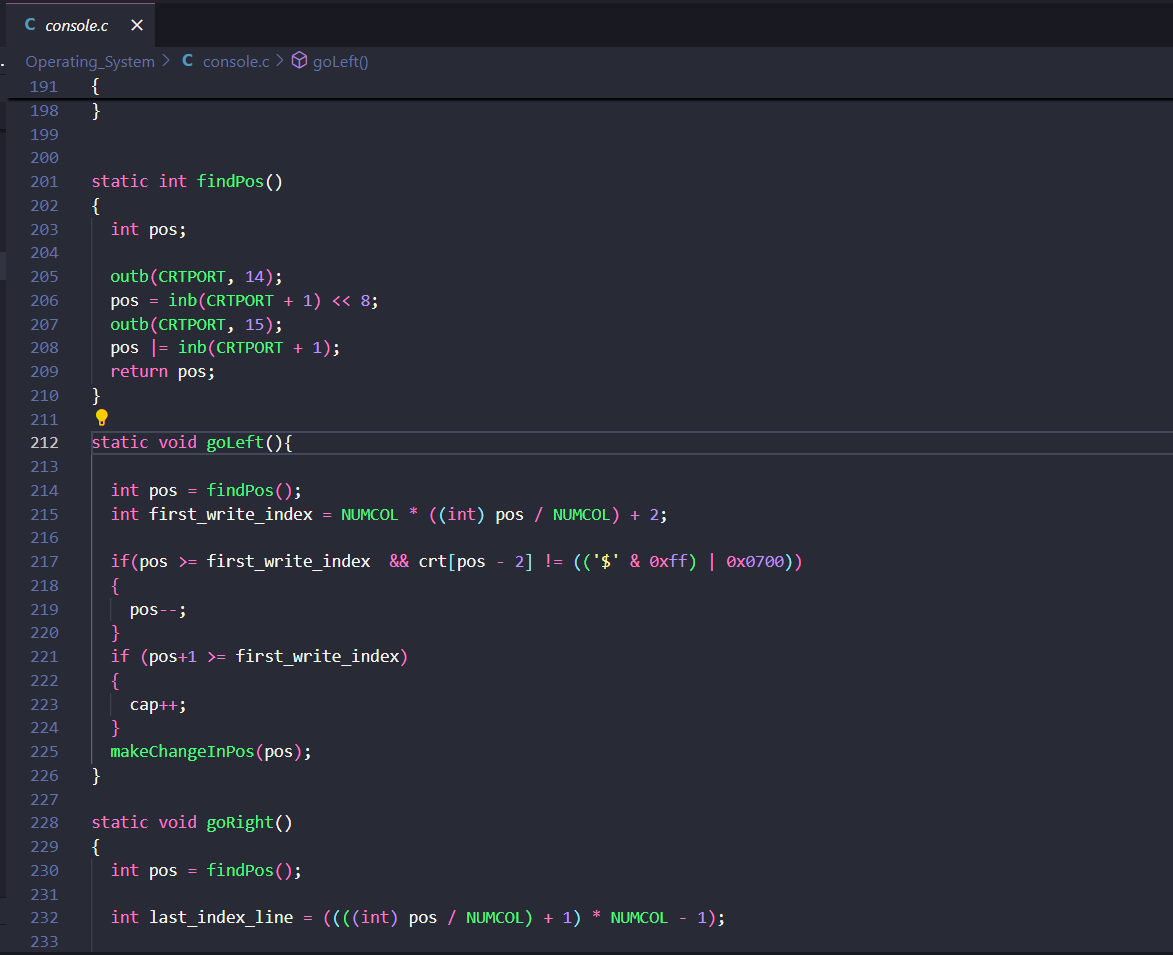 C console.c ×
Operating_System > C console.c > goLeft()
191 {
198 }
199
200
201 static int findPos()
202 {
203   int pos;
204
205   outb(CRTPORT, 14);
206   pos = inb(CRTPORT + 1) << 8;
207   outb(CRTPORT, 15);
208   pos |= inb(CRTPORT + 1);
209   return pos;
210 }
211
212 static void goLeft(){
213
214   int pos = findPos();
215   int first_write_index = NUMCOL * ((int) pos / NUMCOL) + 2;
216
217   if(pos >= first_write_index  && crt[pos - 2] != (('$' & 0xff) | 0x0700))
218   {
219     pos--;
220   }
221   if (pos+1 >= first_write_index)
222   {
223     cap++;
224   }
225   makeChangeInPos(pos);
226 }
227
228 static void goRight()
229 {
230   int pos = findPos();
231
232   int last_index_line = ((((int) pos / NUMCOL) + 1) * NUMCOL - 1);
233